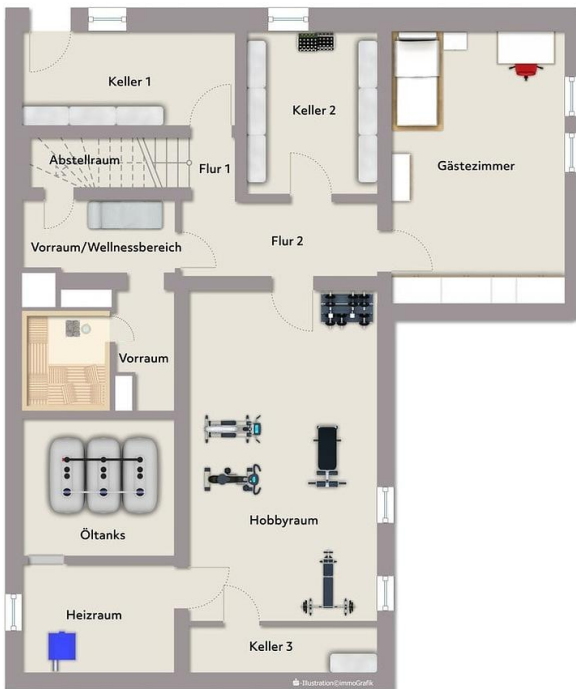 Keller 1
Keller 2
Abstellraum
Flur 1
Gästezimmer
Vorraum/Wellnessbereich
Flur 2
Vorraum
Hobbyraum
Öltanks
Heizraum
Keller 3
-Illustration©immoGrafik